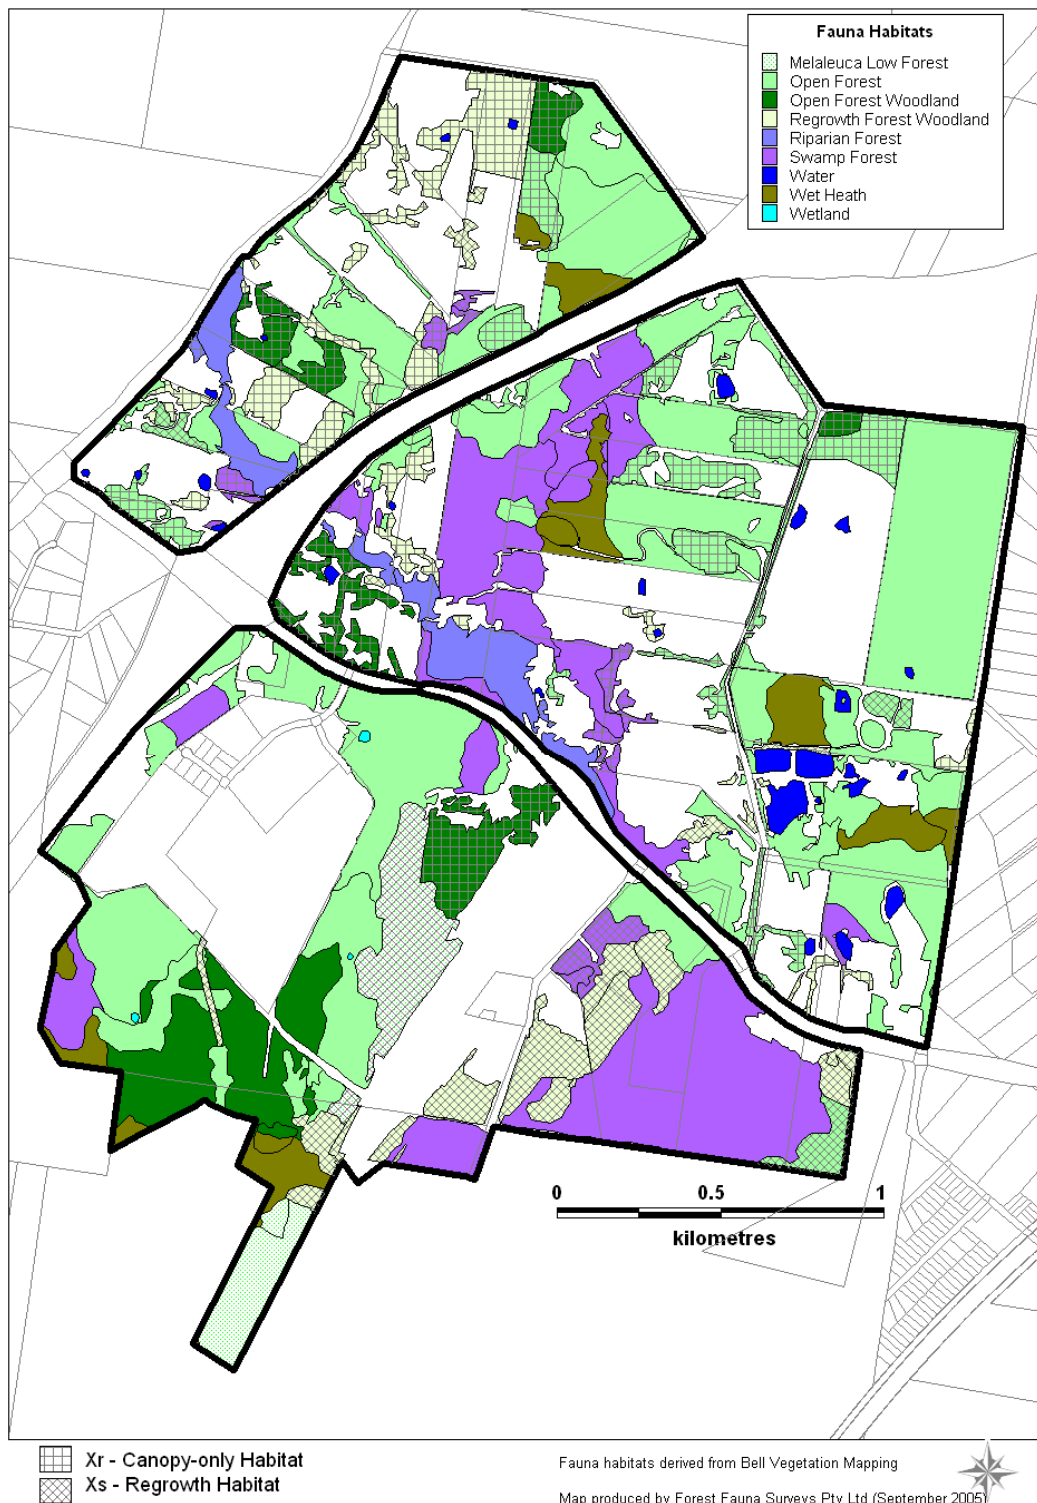 Fauna Habitats
Melaleuca Low Forest
Open Forest
Open Forest Woodland
Regrowth Forest Woodland
Riparian Forest
Swamp Forest
Water
Wet Heath
Wetland
0 0.5 1
kilometres
Xr - Canopy-only Habitat
Xs - Regrowth Habitat
Fauna habitats derived from Bell Vegetation Mapping
Map produced by Forest Fauna Surveys Pty Ltd (September 2005)